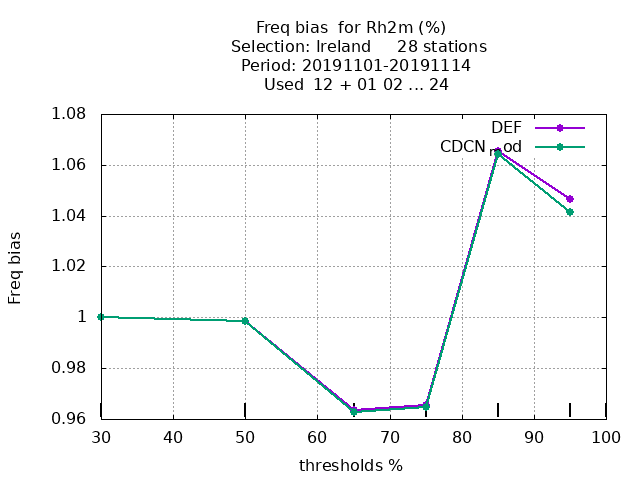 Freq bias  for Rh2m (%)
Selection: Ireland     28 stations
Period: 20191101-20191114
Used  12 + 01 02 ... 24
1.08
1.06
1.04
1.02
1
0.98
0.96
Freq bias
DEF
30
40
50
60
70
80
90
100
thresholds %